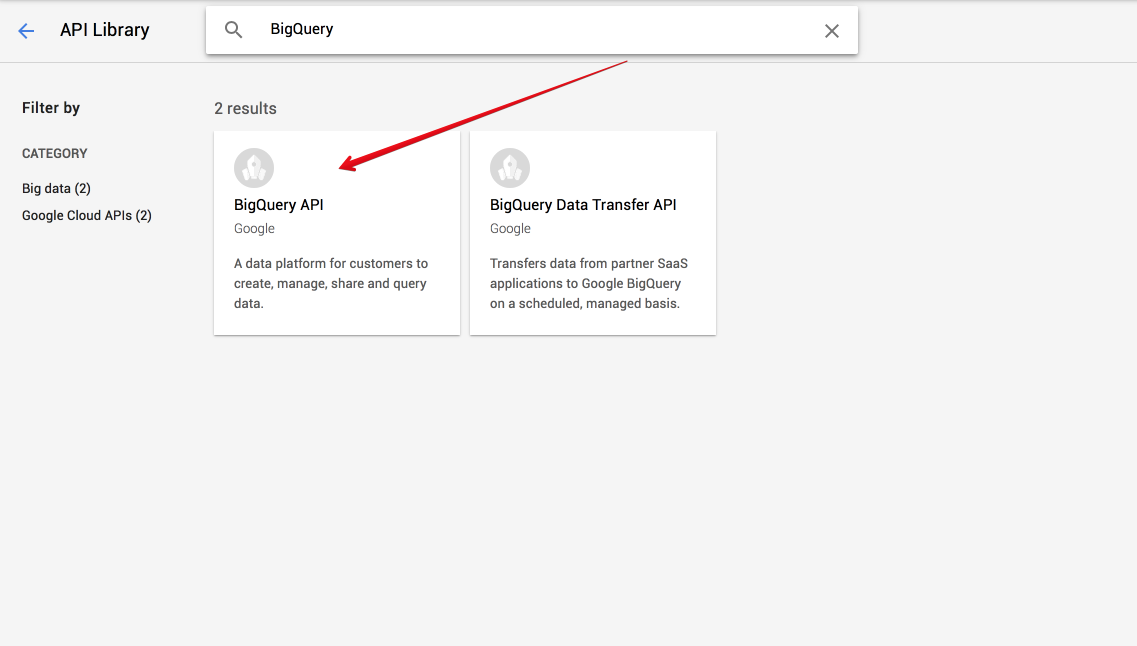 API Library
BigQuery
Filter by
CATEGORY
Big data (2)
Google Cloud APIs (2)
2 results
BigQuery API
Google
A data platform for customers to
create, manage, share and query
data.
BigQuery Data Transfer API
Google
Transfers data from partner SaaS
applications to Google BigQuery
on a scheduled, managed basis.